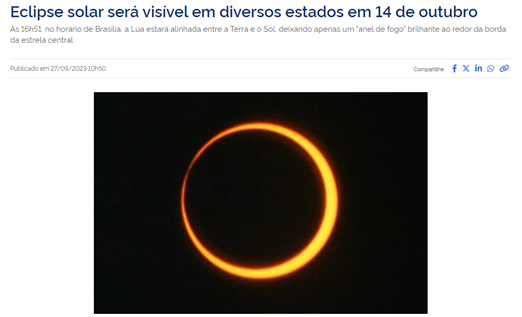 Eclipse solar será visível em diversos estados em 14 de outubro
Às 16h51, no horário de Brasília, a Lua estará alinhada entre a Terra e o Sol, deixando apenas um "anel de fogo" brilhante ao redor da borda
da estrela central
Publicado em 27/09/2023 10h50
Compartilhe: